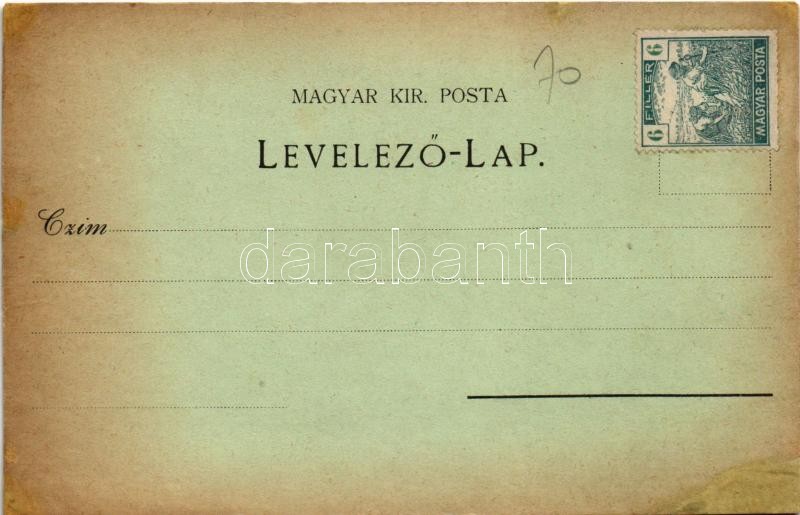 70
6 FILLÉR 6
MAGYAR POSTA
MAGYAR KIR. POSTA
LEVELEZŐ-LAP.
Czim
darabanth